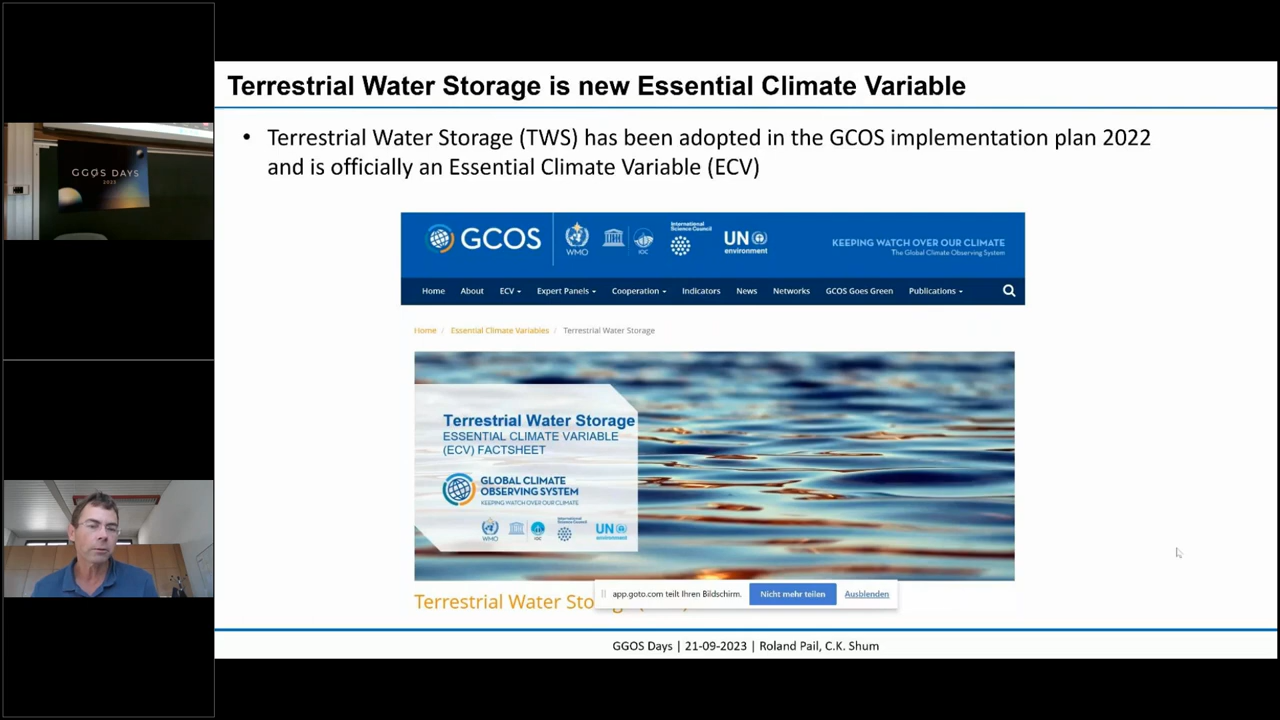 Terrestrial Water Storage is new Essential Climate Variable
• Terrestrial Water Storage (TWS) has been adopted in the GCOS implementation plan 2022
and is officially an Essential Climate Variable (ECV)
GCOS
WMO
IOC
International
Science Council
UN
environment
KEEPING WATCH OVER OUR CLIMATE
The Global Climate Observing System
Home About ECV Expert Panels Cooperation Indicators News Networks GCOS Goes Green Publications
Home / Essential Climate Variables / Terrestrial Water Storage
Terrestrial Water Storage
ESSENTIAL CLIMATE VARIABLE
(ECV) FACTSHEET
GLOBAL CLIMATE
OBSERVING SYSTEM
KEEPING WATCH OVER OUR CLIMATE
WMO
IOC
International
Science Council
UN
environment
app.goto.com teilt Ihren Bildschirm. Nicht mehr teilen Ausblenden
Terrestrial Water
GGOS Days | 21-09-2023 | Roland Pail, C.K. Shum
GGOS DAYS
2023